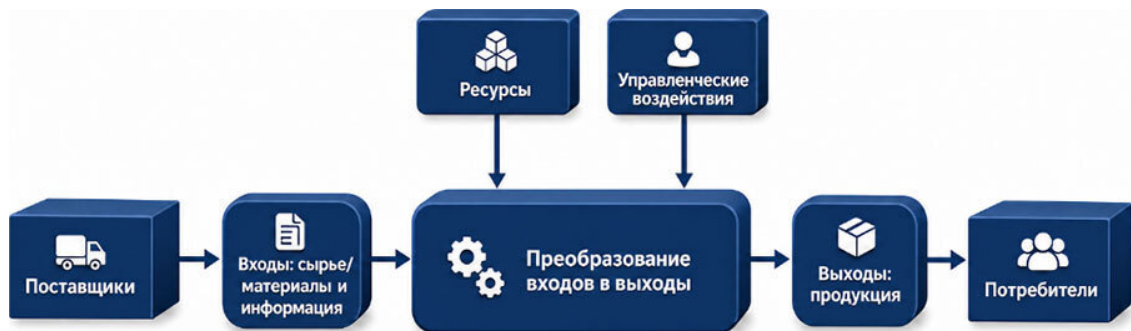 Ресурсы
Управленческие
воздействия
Поставщики
Входы: сырье/
материалы и
информация
Преобразование
входов в выходы
Выходы:
продукция
Потребители